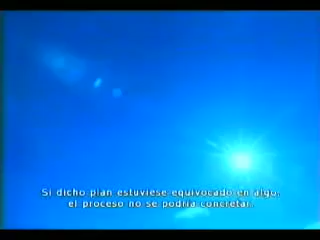 Si dicho plan estuviese equivocado en algo,
el proceso no se podría concretar.